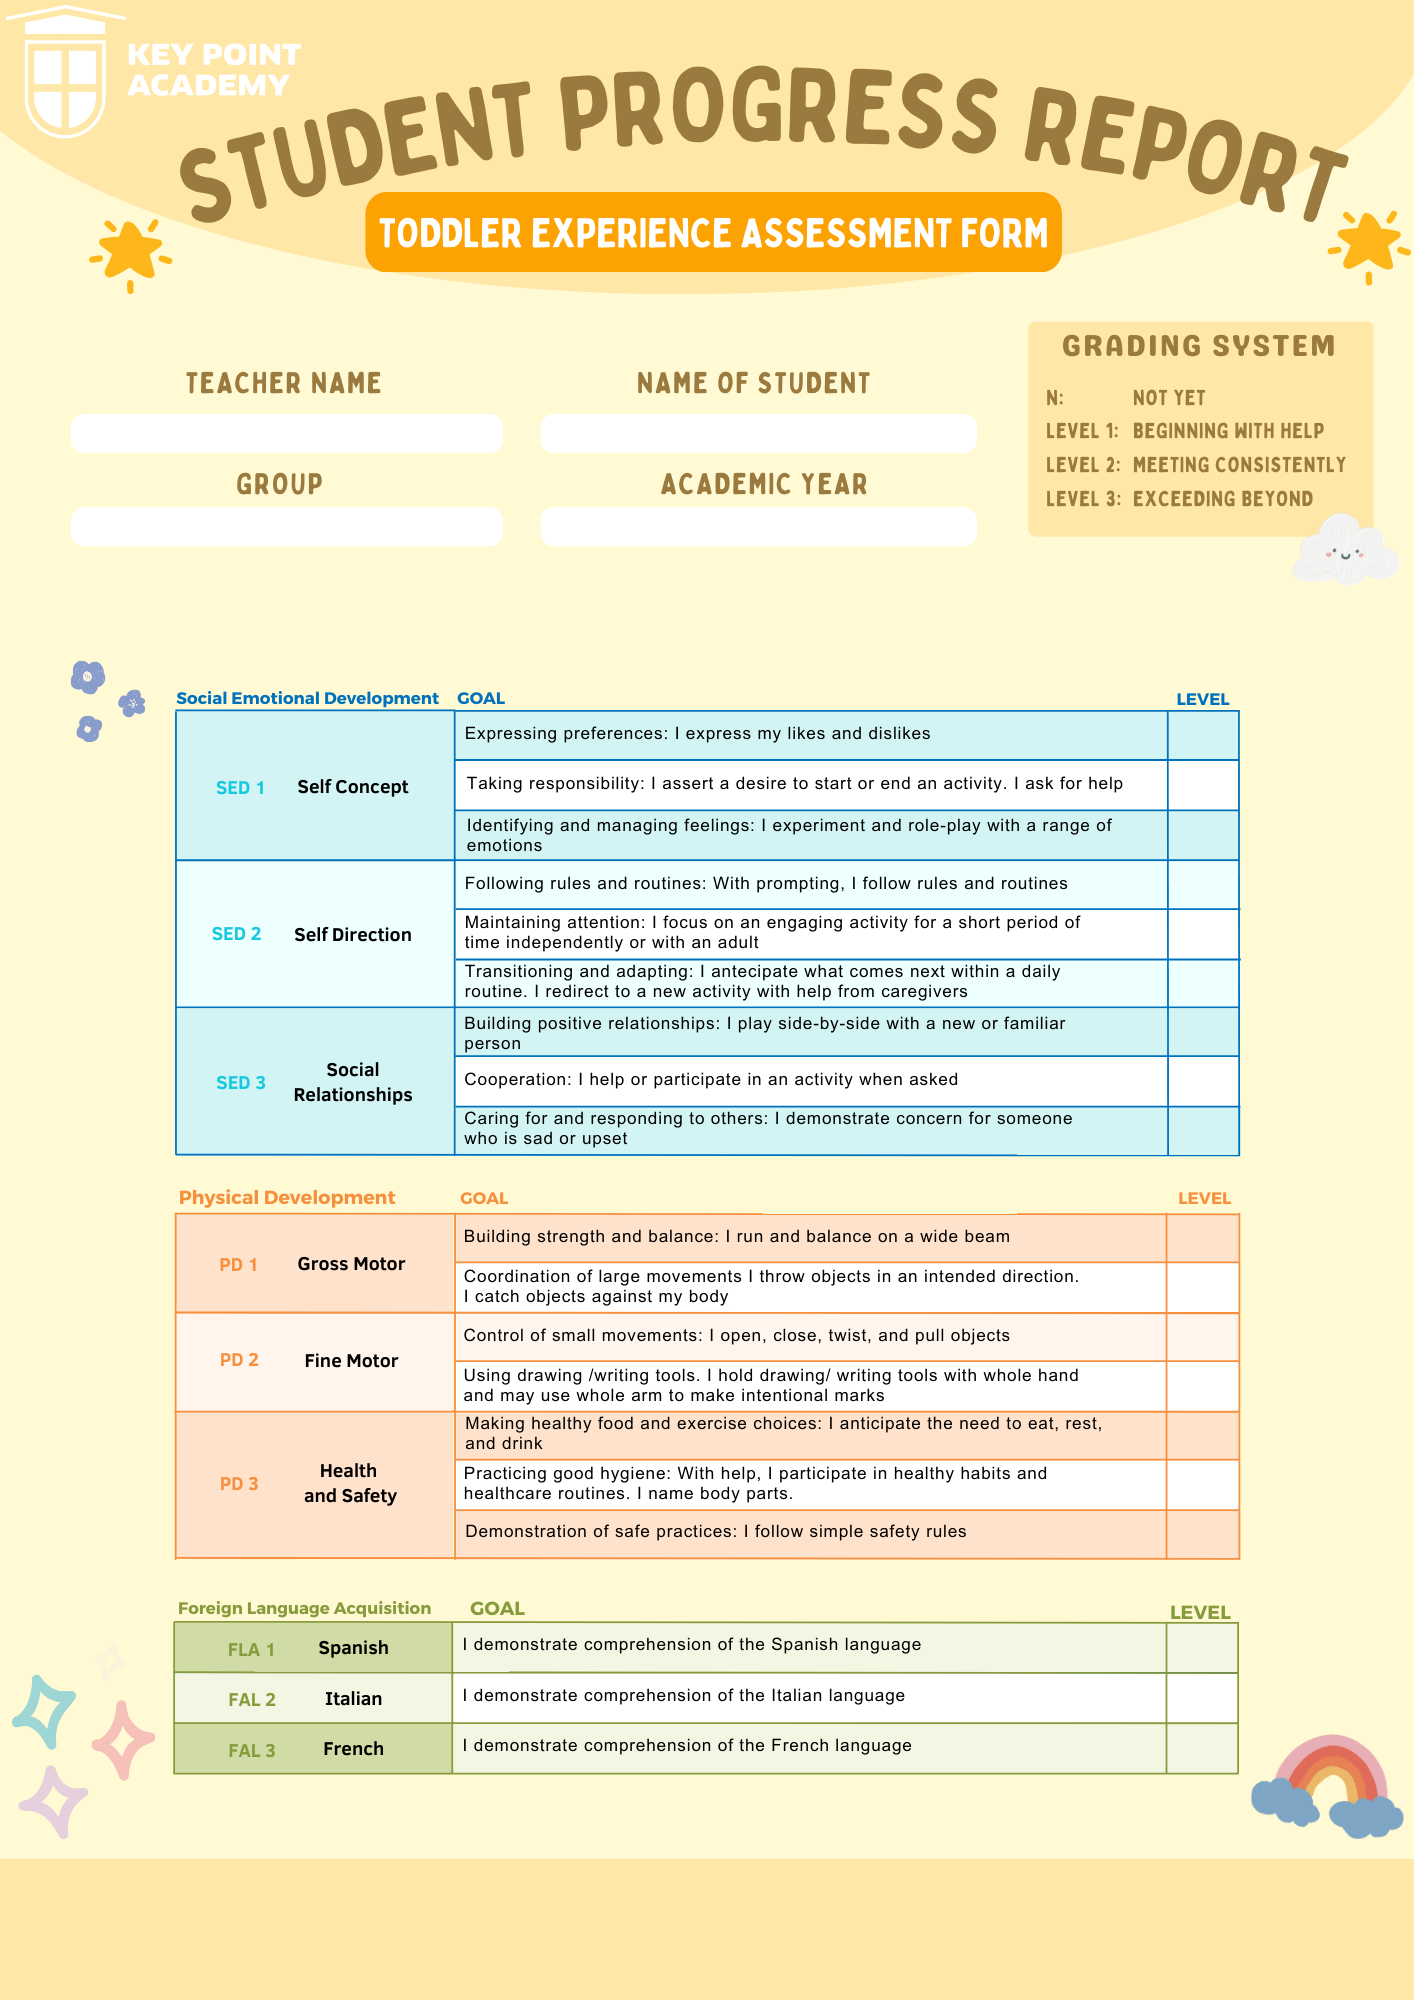 KEY POINT
ACADEMY
STUDENT PROGRESS REPORT
TODDLER EXPERIENCE ASSESSMENT FORM
TEACHER NAME
NAME OF STUDENT
GROUP
ACADEMIC YEAR
GRADING SYSTEM
N: NOT YET
LEVEL 1: BEGINNING WITH HELP
LEVEL 2: MEETING CONSISTENTLY
LEVEL 3: EXCEEDING BEYOND
Social Emotional Development GOAL LEVEL
SED 1 Self Concept
Expressing preferences: I express my likes and dislikes
Taking responsibility: I assert a desire to start or end an activity. I ask for help
Identifying and managing feelings: I experiment and role-play with a range of
emotions
SED 2 Self Direction
Following rules and routines: With prompting, I follow rules and routines
Maintaining attention: I focus on an engaging activity for a short period of
time independently or with an adult
Transitioning and adapting: I antecipate what comes next within a daily
routine. I redirect to a new activity with help from caregivers
SED 3 Social
Relationships
Building positive relationships: I play side-by-side with a new or familiar
person
Cooperation: I help or participate in an activity when asked
Caring for and responding to others: I demonstrate concern for someone
who is sad or upset
Physical Development GOAL LEVEL
PD 1 Gross Motor
Building strength and balance: I run and balance on a wide beam
Coordination of large movements I throw objects in an intended direction.
I catch objects against my body
PD 2 Fine Motor
Control of small movements: I open, close, twist, and pull objects
Using drawing /writing tools. I hold drawing/ writing tools with whole hand
and may use whole arm to make intentional marks
PD 3 Health
and Safety
Making healthy food and exercise choices: I anticipate the need to eat, rest,
and drink
Practicing good hygiene: With help, I participate in healthy habits and
healthcare routines. I name body parts.
Demonstration of safe practices: I follow simple safety rules
Foreign Language Acquisition GOAL LEVEL
FLA 1 Spanish I demonstrate comprehension of the Spanish language
FAL 2 Italian I demonstrate comprehension of the Italian language
FAL 3 French I demonstrate comprehension of the French language